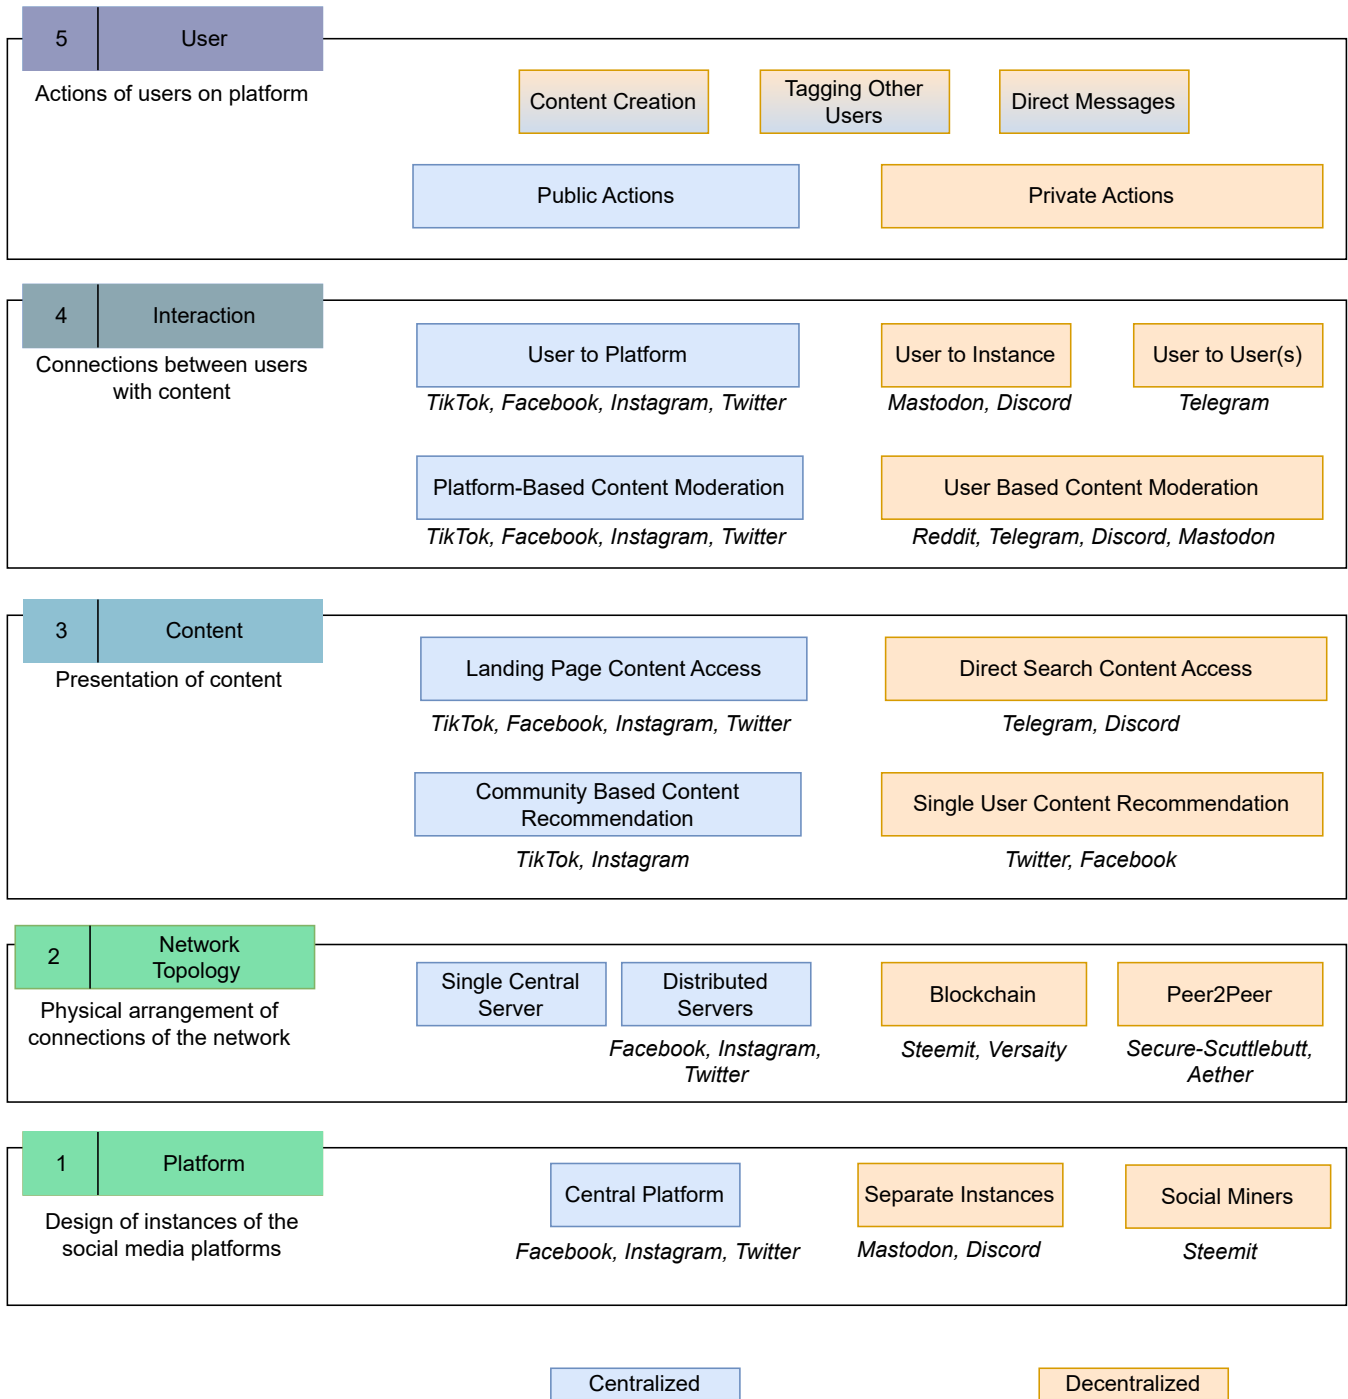 5
User
Actions of users on platform
Content Creation
Tagging Other
Users
Direct Messages
Public Actions
Private Actions
4
Interaction
Connections between users
with content
User to Platform
User to Instance
User to User(s)
TikTok, Facebook, Instagram, Twitter
Mastodon, Discord
Telegram
Platform-Based Content Moderation
User Based Content Moderation
TikTok, Facebook, Instagram, Twitter
Reddit, Telegram, Discord, Mastodon
3
Content
Presentation of content
Landing Page Content Access
Direct Search Content Access
TikTok, Facebook, Instagram, Twitter
Telegram, Discord
Community Based Content
Recommendation
Single User Content Recommendation
TikTok, Instagram
Twitter, Facebook
2
Network
Topology
Physical arrangement of
connections of the network
Single Central
Server
Distributed
Servers
Blockchain
Peer2Peer
Facebook, Instagram,
Twitter
Steemit, Versaity
Secure-Scuttlebutt,
Aether
1
Platform
Design of instances of the
social media platforms
Central Platform
Separate Instances
Social Miners
Facebook, Instagram, Twitter
Mastodon, Discord
Steemit
Centralized
Decentralized